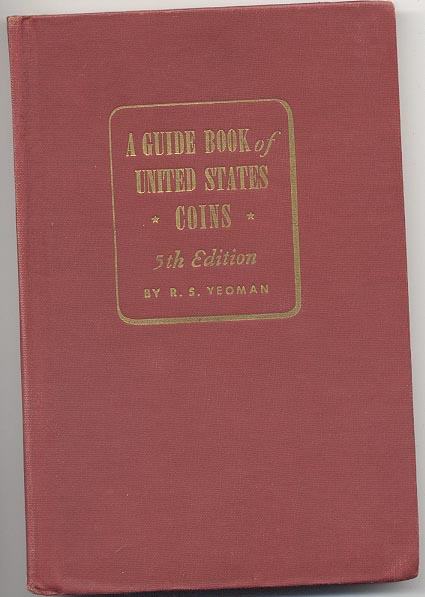 A GUIDE BOOK of
UNITED STATES
* COINS *
5th Edition
BY R. S. YEOMAN